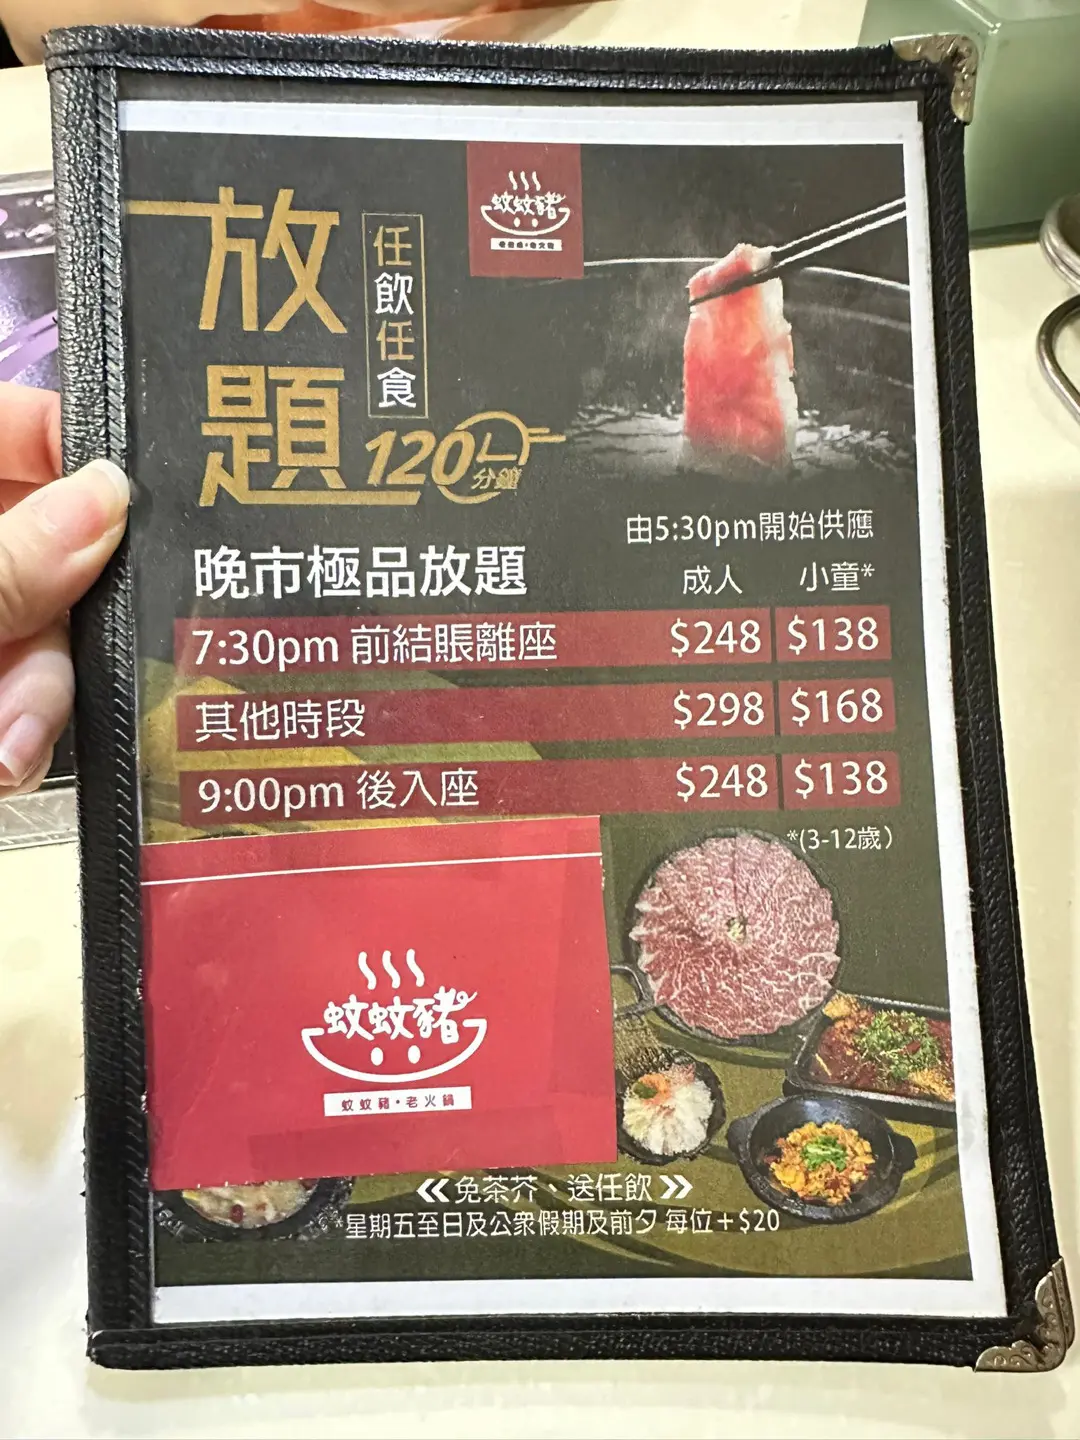 蚊蚊豬
放題
任飲任食
120分鐘
由5:30pm開始供應
晚市極品放題
成人 小童*
7:30pm 前結賬離座 $248 $138
其他時段 $298 $168
9:00pm 後入座 $248 $138
*(3-12歲)
蚊蚊豬
蚊蚊豬•老火鍋
《免茶芥、送任飲》
*星期五至日及公眾假期及前夕 每位+$20